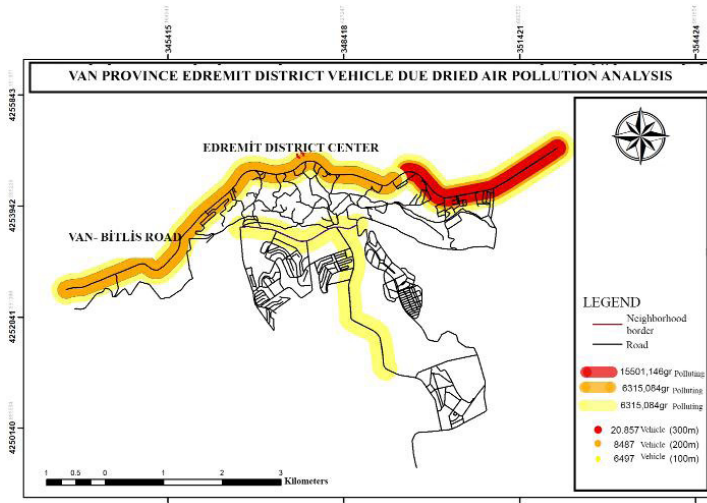 345415 348418 351421 354424
VAN PROVINCE EDREMIT DISTRICT VEHICLE DUE DRIED AIR POLLUTION ANALYSIS
4255843
EDREMİT DISTRICT CENTER
VAN- BİTLİS ROAD
4252841
4250140
LEGEND
Neighborhood
border
Road
15501,146gr Polluting
6315,084gr Polluting
6315,084gr Polluting
20.857 Vehicle (300m)
8487 Vehicle (200m)
6497 Vehicle (100m)
1 0.5 0 1 2 3
Kilometers